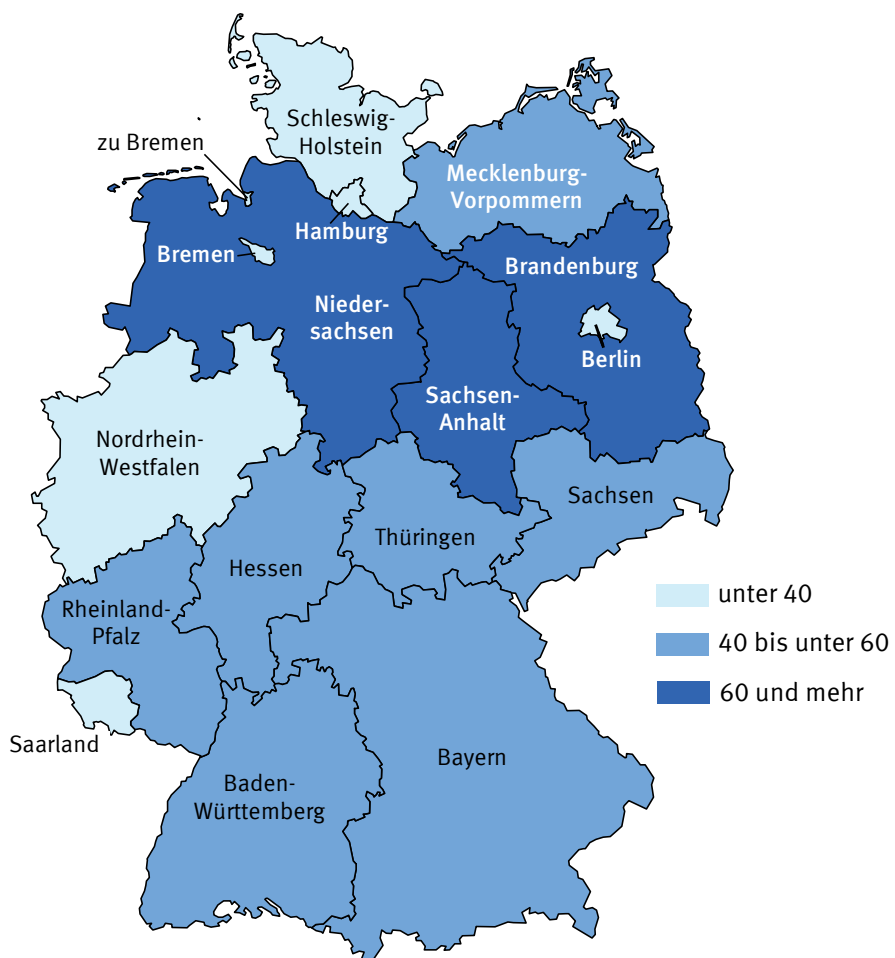 Schleswig-
Holstein
zu Bremen
Mecklenburg-
Vorpommern
Hamburg
Bremen
Brandenburg
Nieder-
sachsen
Berlin
Sachsen-
Anhalt
Nordrhein-
Westfalen
Sachsen
Thüringen
Hessen
Rheinland-
Pfalz
Saarland
Bayern
Baden-
Württemberg
unter 40
40 bis unter 60
60 und mehr